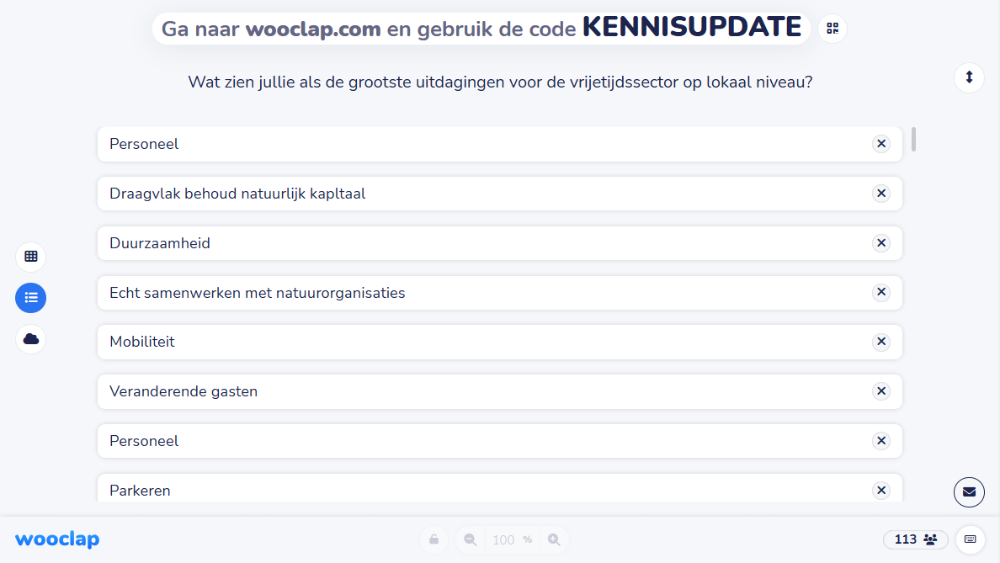 Ga naar wooclap.com en gebruik de code KENNISUPDATE
Wat zien jullie als de grootste uitdagingen voor de vrijetijdssector op lokaal niveau?
Personeel
Draagvlak behoud natuurlijk kapltaal
Duurzaamheid
Echt samenwerken met natuurorganisaties
Mobiliteit
Veranderende gasten
Personeel
Parkeren
wooclap
100 %
113